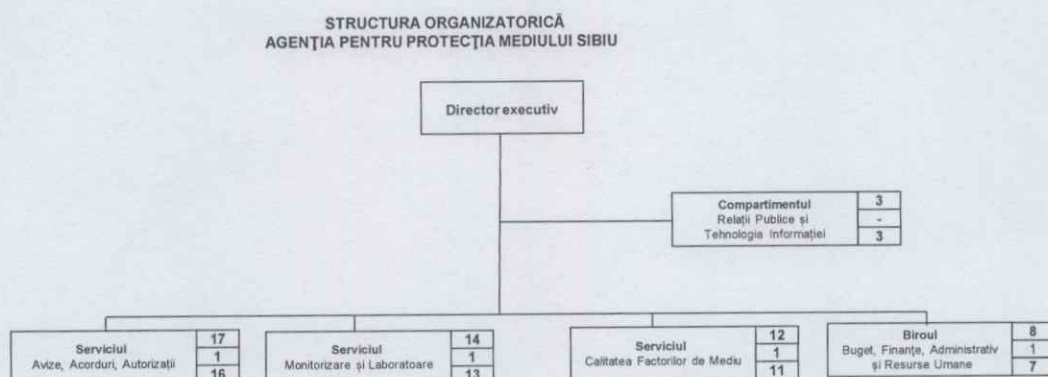 STRUCTURA ORGANIZATORICĂ
AGENŢIA PENTRU PROTECŢIA MEDIULUI SIBIU
Director executiv
Compartimentul
Relaţii Publice şi
Tehnologia Informaţiei
3
-
3
Serviciul
Avize, Acorduri, Autorizaţii
17
1
16
Serviciul
Monitorizare şi Laboratoare
14
1
13
Serviciul
Calitatea Factorilor de Mediu
12
1
11
Biroul
Buget, Finanţe, Administrativ
şi Resurse Umane
8
1
7